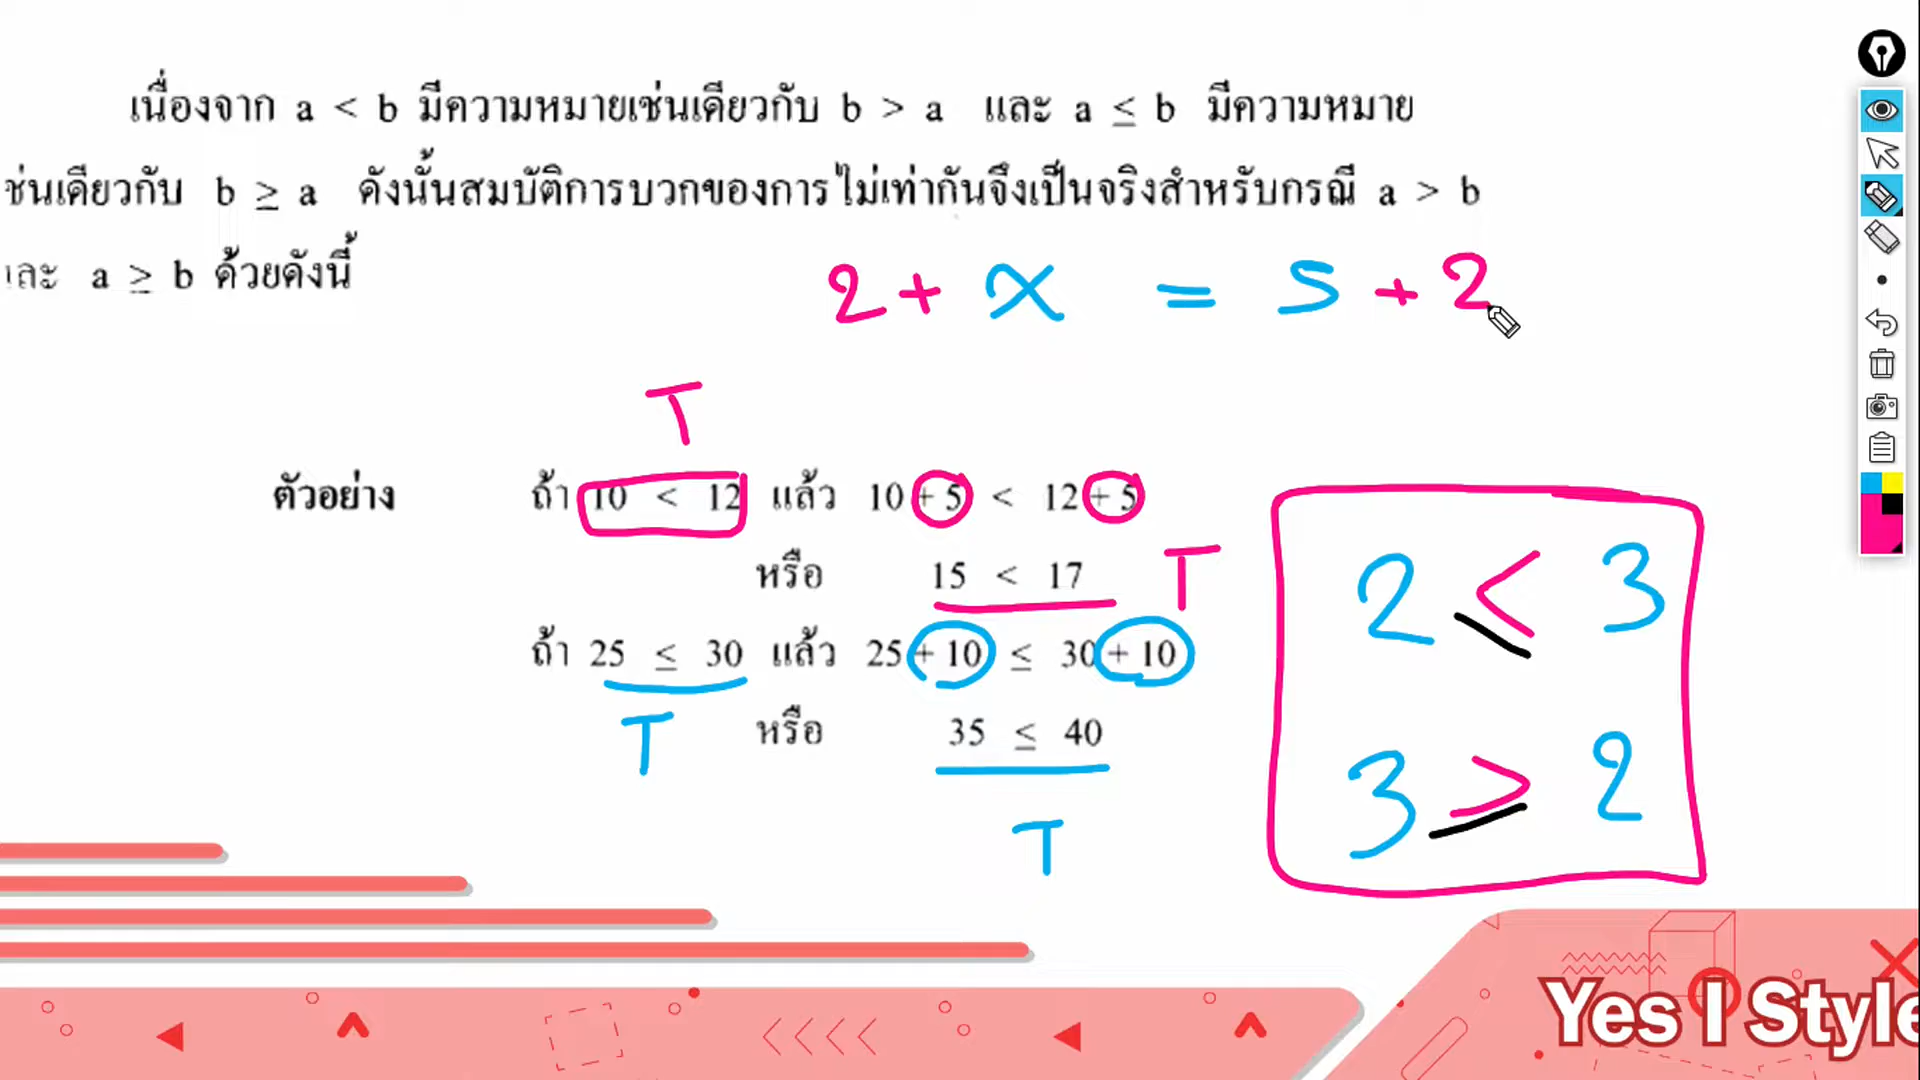 เนื่องจาก a < b มีความหมายเช่นเดียวกับ b > a และ a ≤ b มีความหมาย
ช่นเดียวกับ b ≥ a ดังนั้นสมบัติการบวกของการไม่เท่ากันจึงเป็นจริงสำหรับกรณี a > b
และ a ≥ b ด้วยดังนี้
2 + x = 5 + 2
T
ตัวอย่าง ถ้า 10 < 12 แล้ว 10 + 5 < 12 + 5
หรือ 15 < 17 T
ถ้า 25 ≤ 30 แล้ว 25 + 10 ≤ 30 + 10
T หรือ 35 ≤ 40
T
2 ≤ 3
3 ≥ 2
Yes I Style